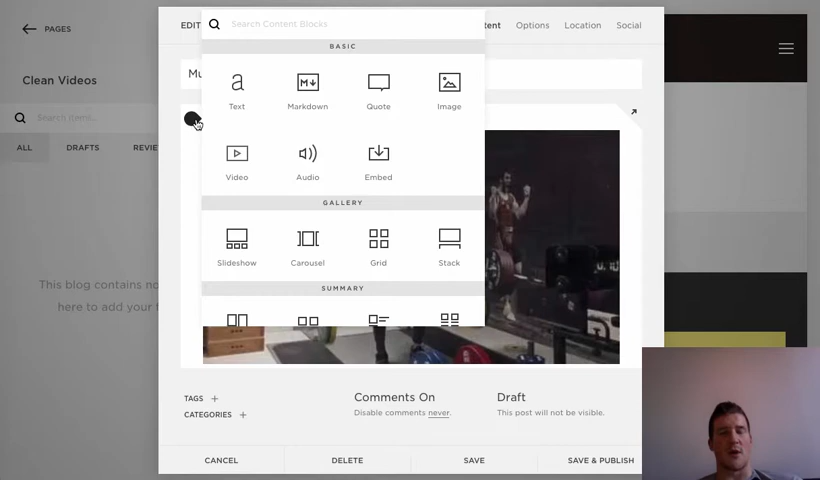 PAGES
EDIT
Search Content Blocks
Options
Location
Social
BASIC
Clean Videos
Mu
a
Text
Markdown
Quote
Image
Search items...
ALL
DRAFTS
REVIE
Video
Audio
Embed
GALLERY
Slideshow
Carousel
Grid
Stack
This blog contains no
here to add your f
SUMMARY
TAGS +
CATEGORIES +
Comments On
Disable comments never.
Draft
This post will not be visible.
CANCEL
DELETE
SAVE
SAVE & PUBLISH